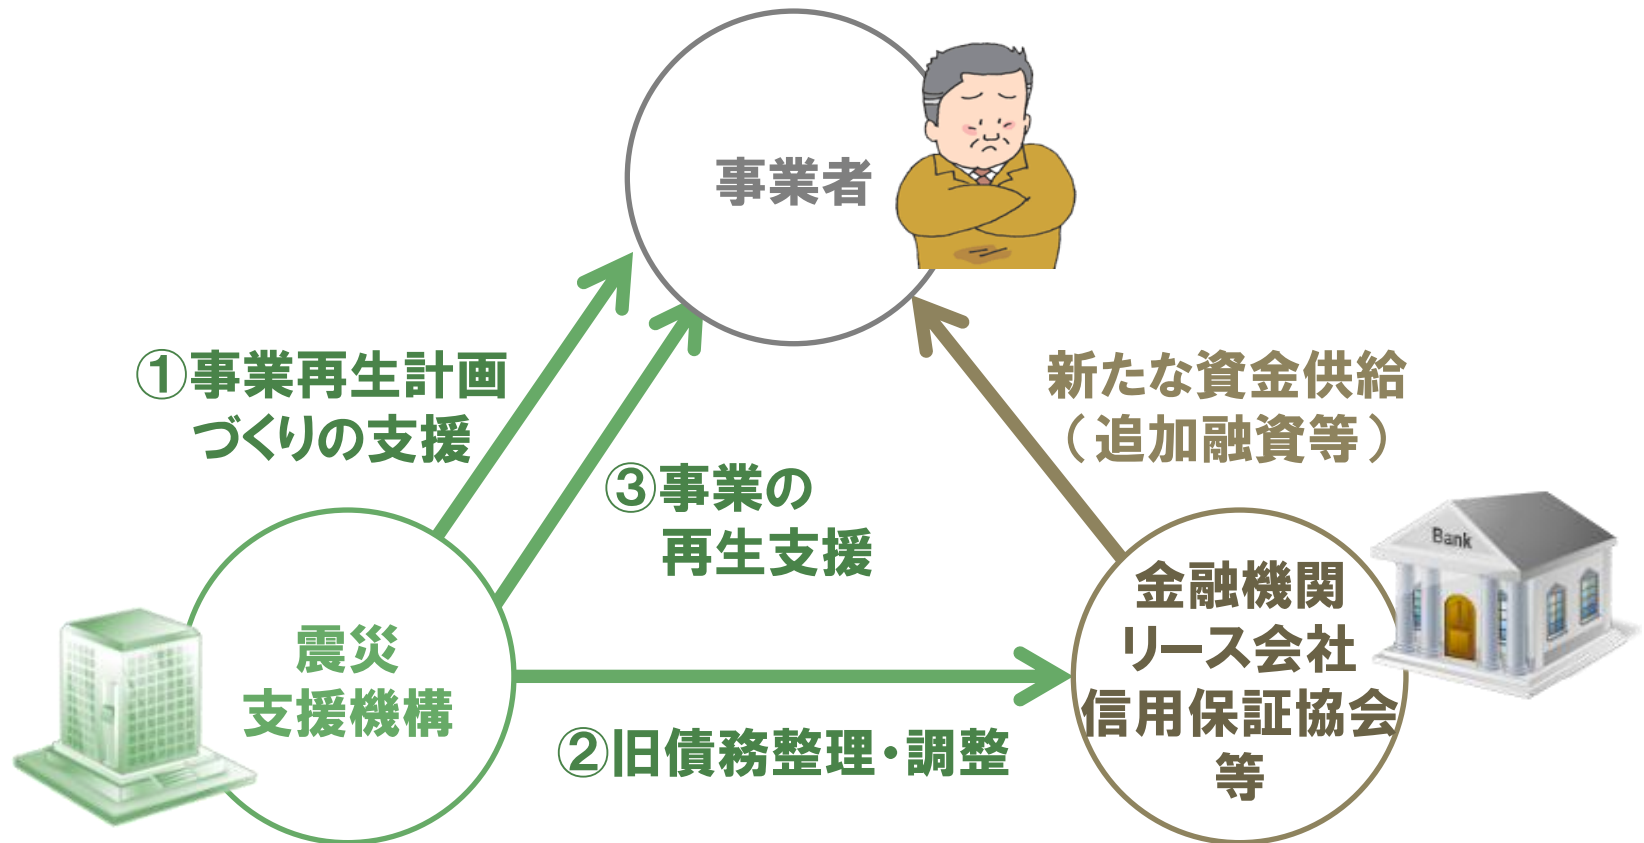 事業者
①事業再生計画
づくりの支援
③事業の
再生支援
新たな資金供給
（追加融資等）
震災
支援機構
②旧債務整理・調整
Bank
金融機関
リース会社
信用保証協会
等